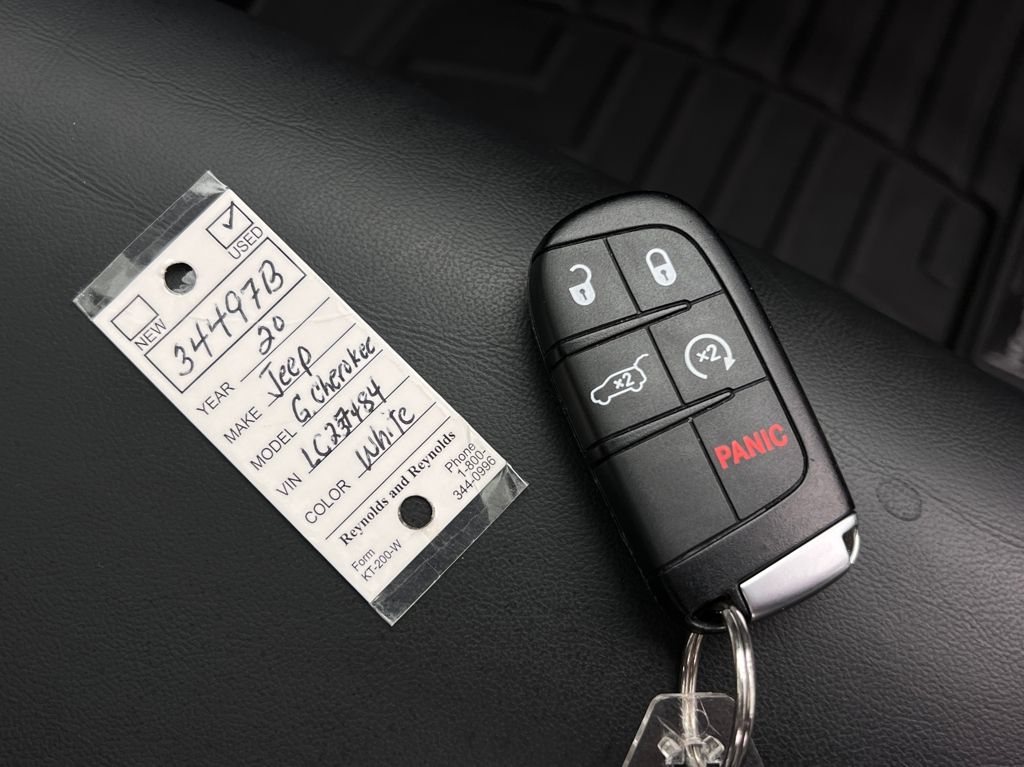 USED
NEW
34497B
YEAR 20
MAKE Jeep
MODEL G. Cherokee
VIN LC237484
COLOR White
Reynolds and Reynolds
Form
KT-200-W
Phone
1-800-
344-0996
x2
x2
PANIC